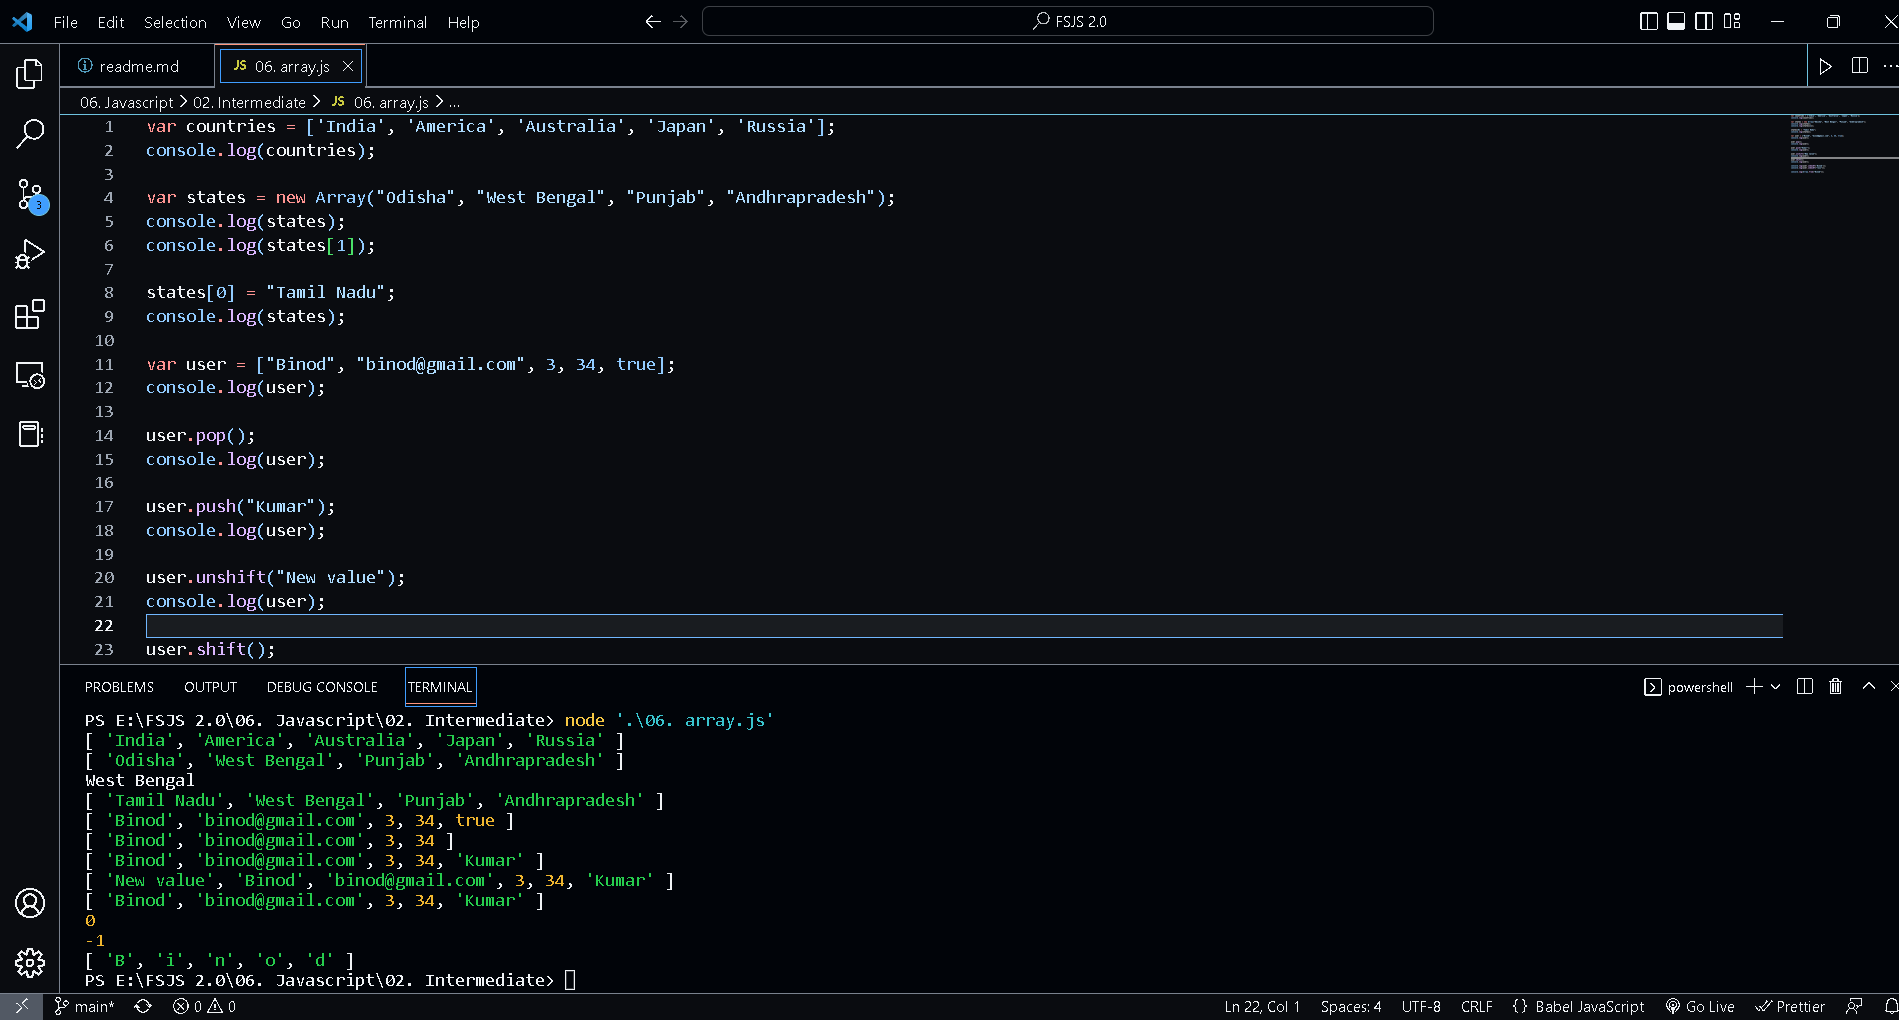 File Edit Selection View Go Run Terminal Help FSJS 2.0
readme.md JS 06. array.js
06. Javascript > 02. Intermediate > JS 06. array.js > ...
1 var countries = ['India', 'America', 'Australia', 'Japan', 'Russia'];
2 console.log(countries);
3
4 var states = new Array("Odisha", "West Bengal", "Punjab", "Andhrapradesh");
5 console.log(states);
6 console.log(states[1]);
7
8 states[0] = "Tamil Nadu";
9 console.log(states);
10
11 var user = ["Binod", "binod@gmail.com", 3, 34, true];
12 console.log(user);
13
14 user.pop();
15 console.log(user);
16
17 user.push("Kumar");
18 console.log(user);
19
20 user.unshift("New value");
21 console.log(user);
22
23 user.shift();
3
PROBLEMS OUTPUT DEBUG CONSOLE TERMINAL powershell
PS E:\FSJS 2.0\06. Javascript\02. Intermediate> node '.\06. array.js'
[ 'India', 'America', 'Australia', 'Japan', 'Russia' ]
[ 'Odisha', 'West Bengal', 'Punjab', 'Andhrapradesh' ]
West Bengal
[ 'Tamil Nadu', 'West Bengal', 'Punjab', 'Andhrapradesh' ]
[ 'Binod', 'binod@gmail.com', 3, 34, true ]
[ 'Binod', 'binod@gmail.com', 3, 34 ]
[ 'Binod', 'binod@gmail.com', 3, 34, 'Kumar' ]
[ 'New value', 'Binod', 'binod@gmail.com', 3, 34, 'Kumar' ]
[ 'Binod', 'binod@gmail.com', 3, 34, 'Kumar' ]
0
-1
[ 'B', 'i', 'n', 'o', 'd' ]
PS E:\FSJS 2.0\06. Javascript\02. Intermediate>
main* 0 0 Ln 22, Col 1 Spaces: 4 UTF-8 CRLF {} Babel JavaScript Go Live Prettier